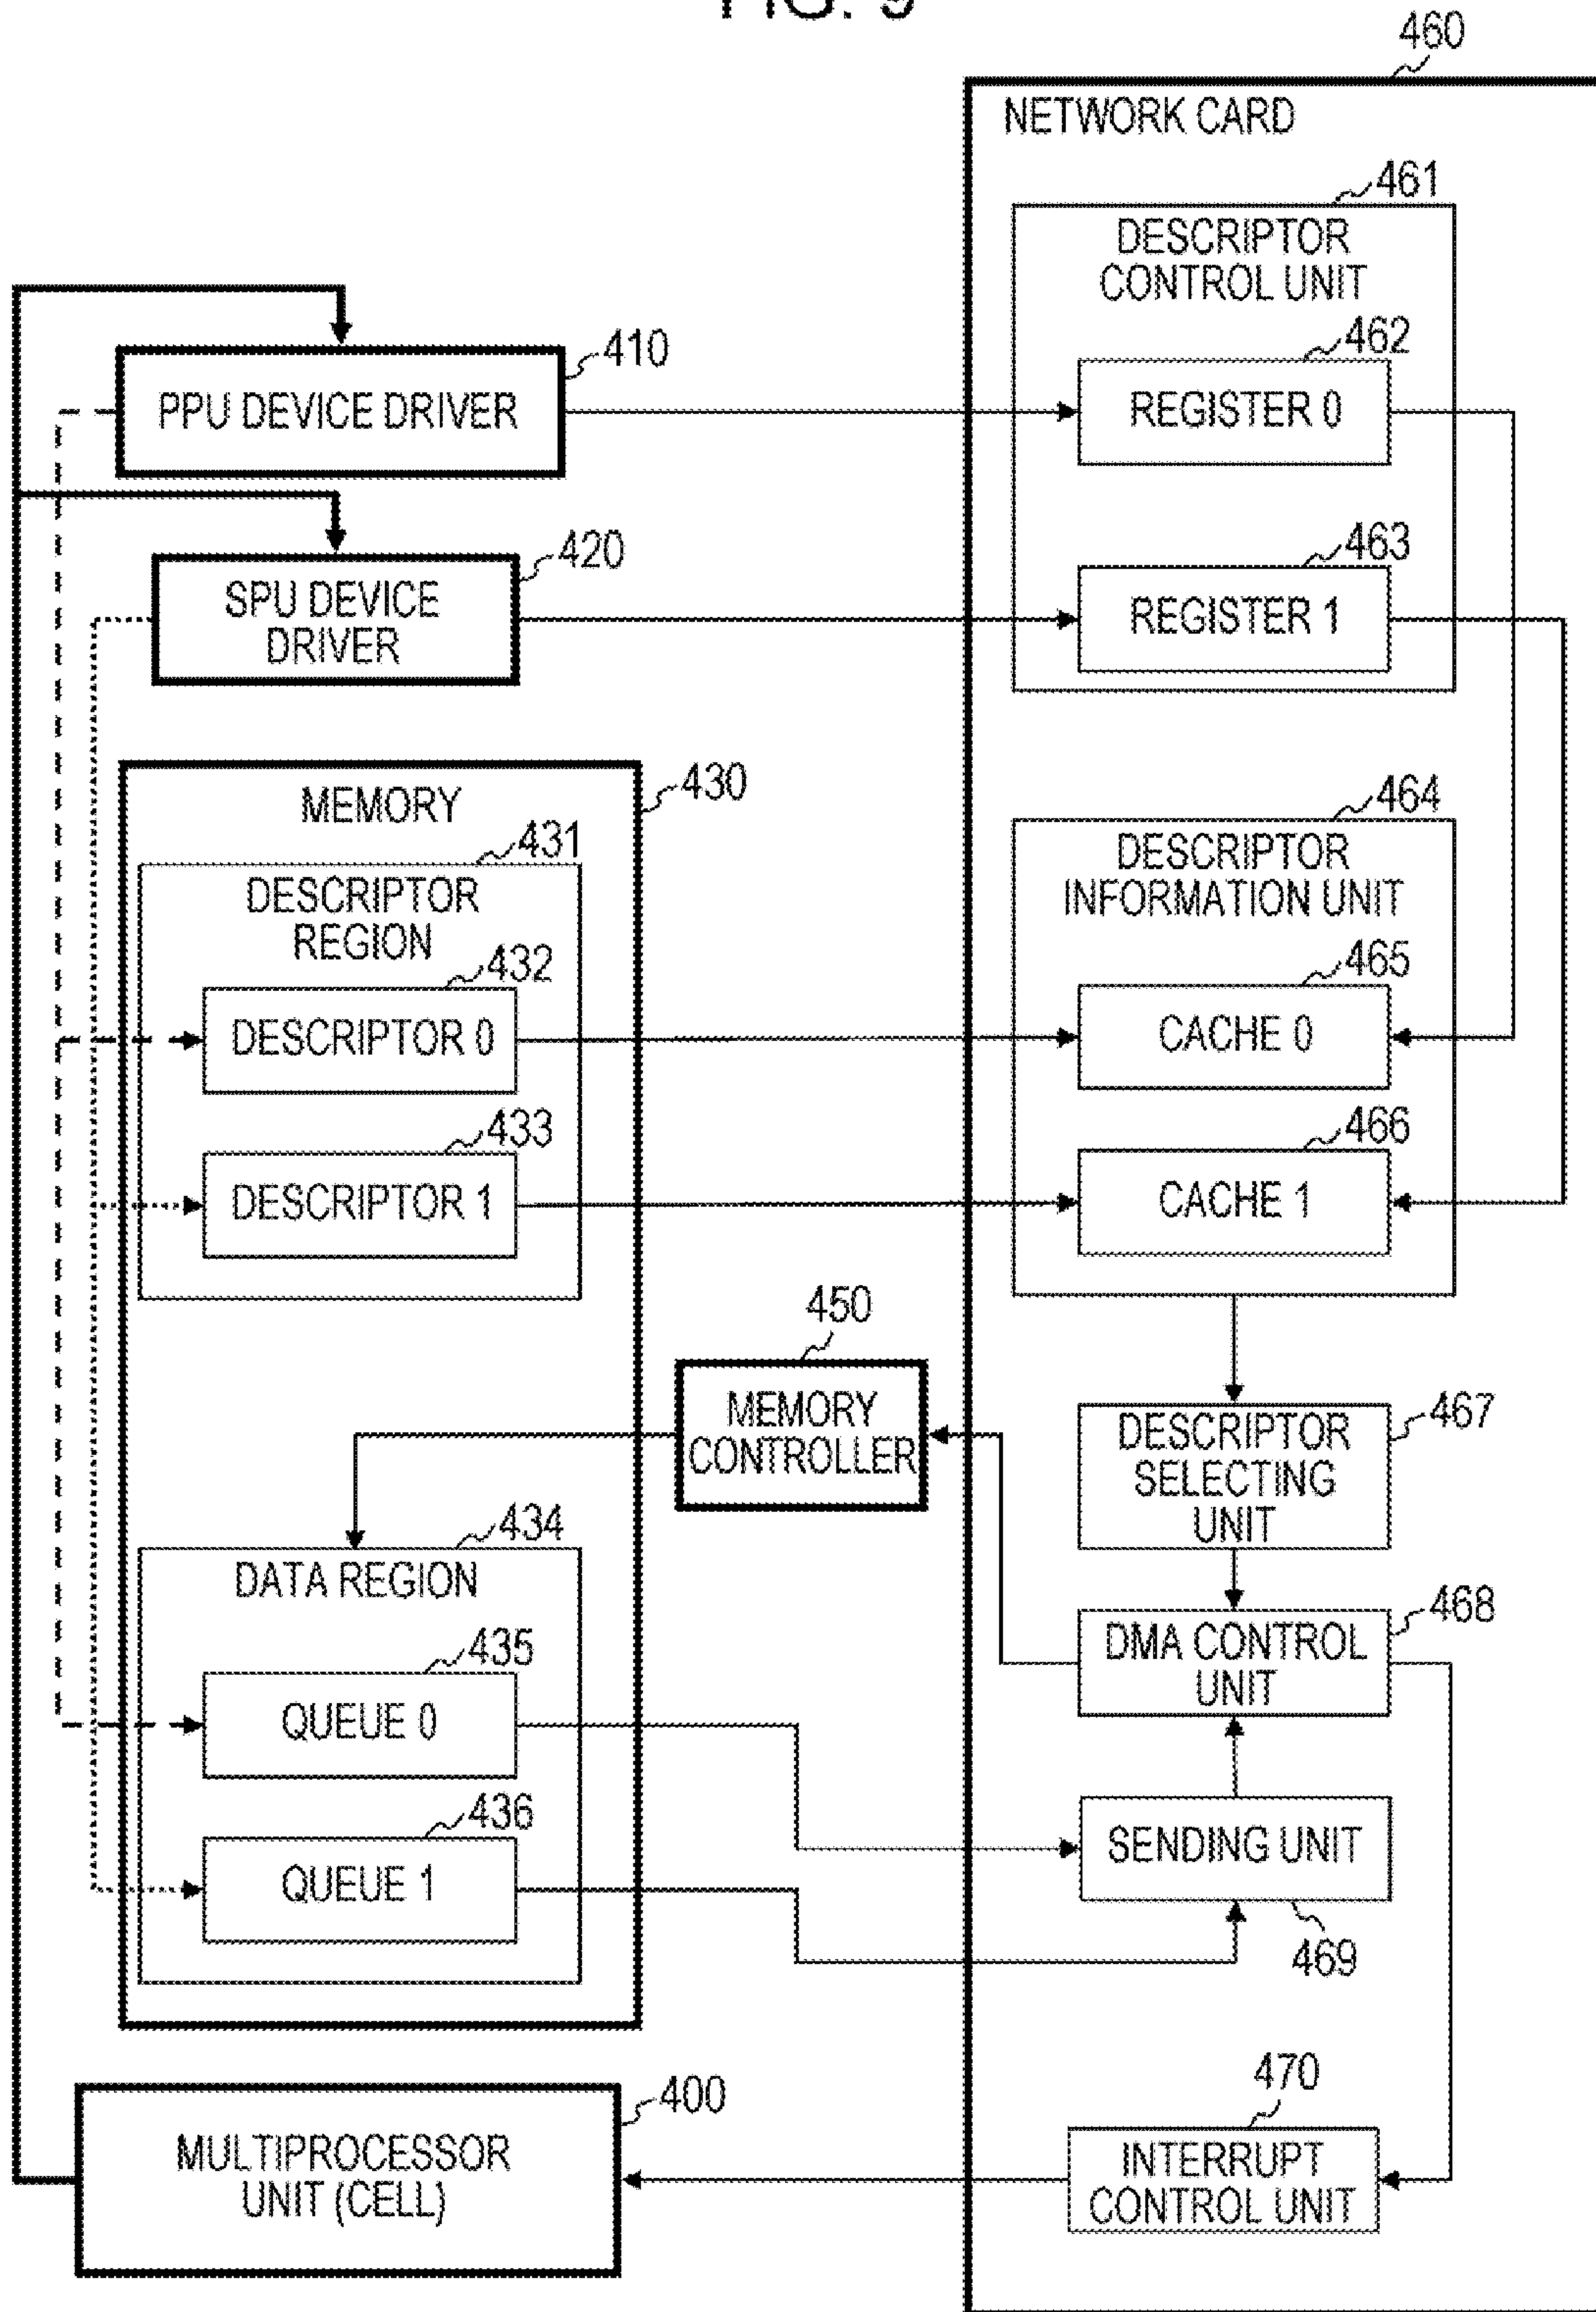 FIG. 9
460
NETWORK CARD
461
DESCRIPTOR
CONTROL UNIT
462
REGISTER 0
410
PPU DEVICE DRIVER
463
REGISTER 1
420
SPU DEVICE
DRIVER
430
MEMORY
431
DESCRIPTOR
REGION
432
DESCRIPTOR 0
433
DESCRIPTOR 1
464
DESCRIPTOR
INFORMATION UNIT
465
CACHE 0
466
CACHE 1
450
MEMORY
CONTROLLER
467
DESCRIPTOR
SELECTING
UNIT
434
DATA REGION
435
QUEUE 0
436
QUEUE 1
468
DMA CONTROL
UNIT
SENDING UNIT
469
400
MULTIPROCESSOR
UNIT (CELL)
470
INTERRUPT
CONTROL UNIT